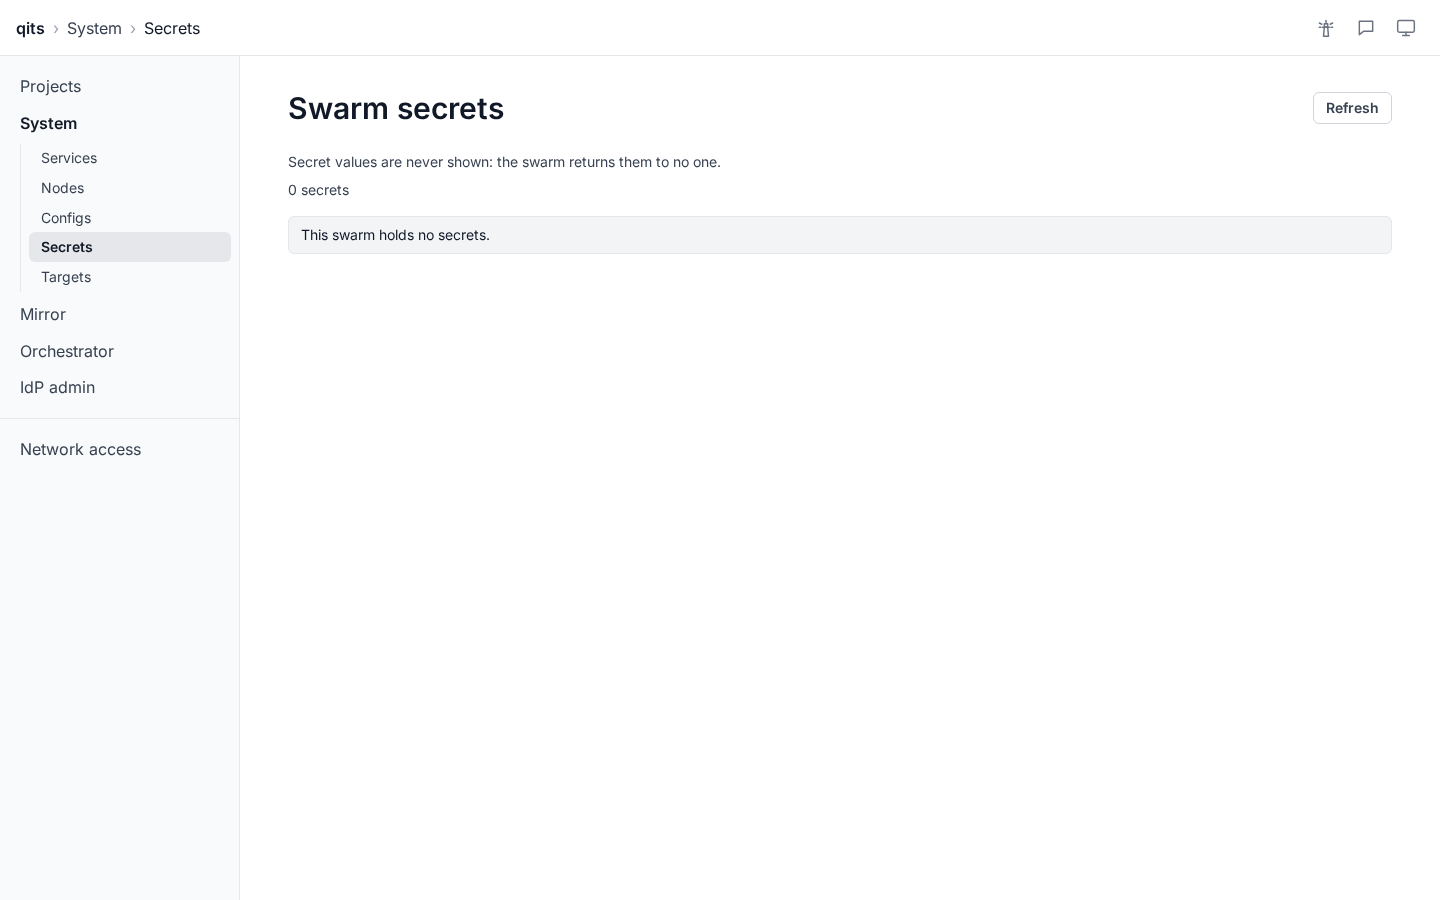 qits › System › Secrets
Projects
System
Services
Nodes
Configs
Secrets
Targets
Mirror
Orchestrator
IdP admin
Network access
Swarm secrets
Refresh
Secret values are never shown: the swarm returns them to no one.
0 secrets
This swarm holds no secrets.